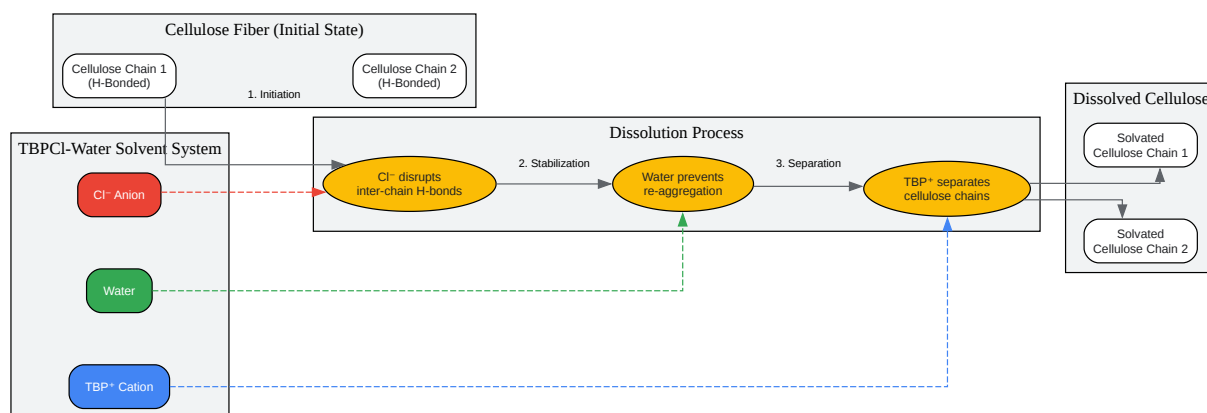 Cellulose Fiber (Initial State)
Cellulose Chain 1
(H-Bonded)
Cellulose Chain 2
(H-Bonded)
1. Initiation
TBPCl-Water Solvent System
Cl⁻ Anion
Water
TBP⁺ Cation
Dissolution Process
Cl⁻ disrupts
inter-chain H-bonds
2. Stabilization
Water prevents
re-aggregation
3. Separation
TBP⁺ separates
cellulose chains
Dissolved Cellulose
Solvated
Cellulose Chain 1
Solvated
Cellulose Chain 2